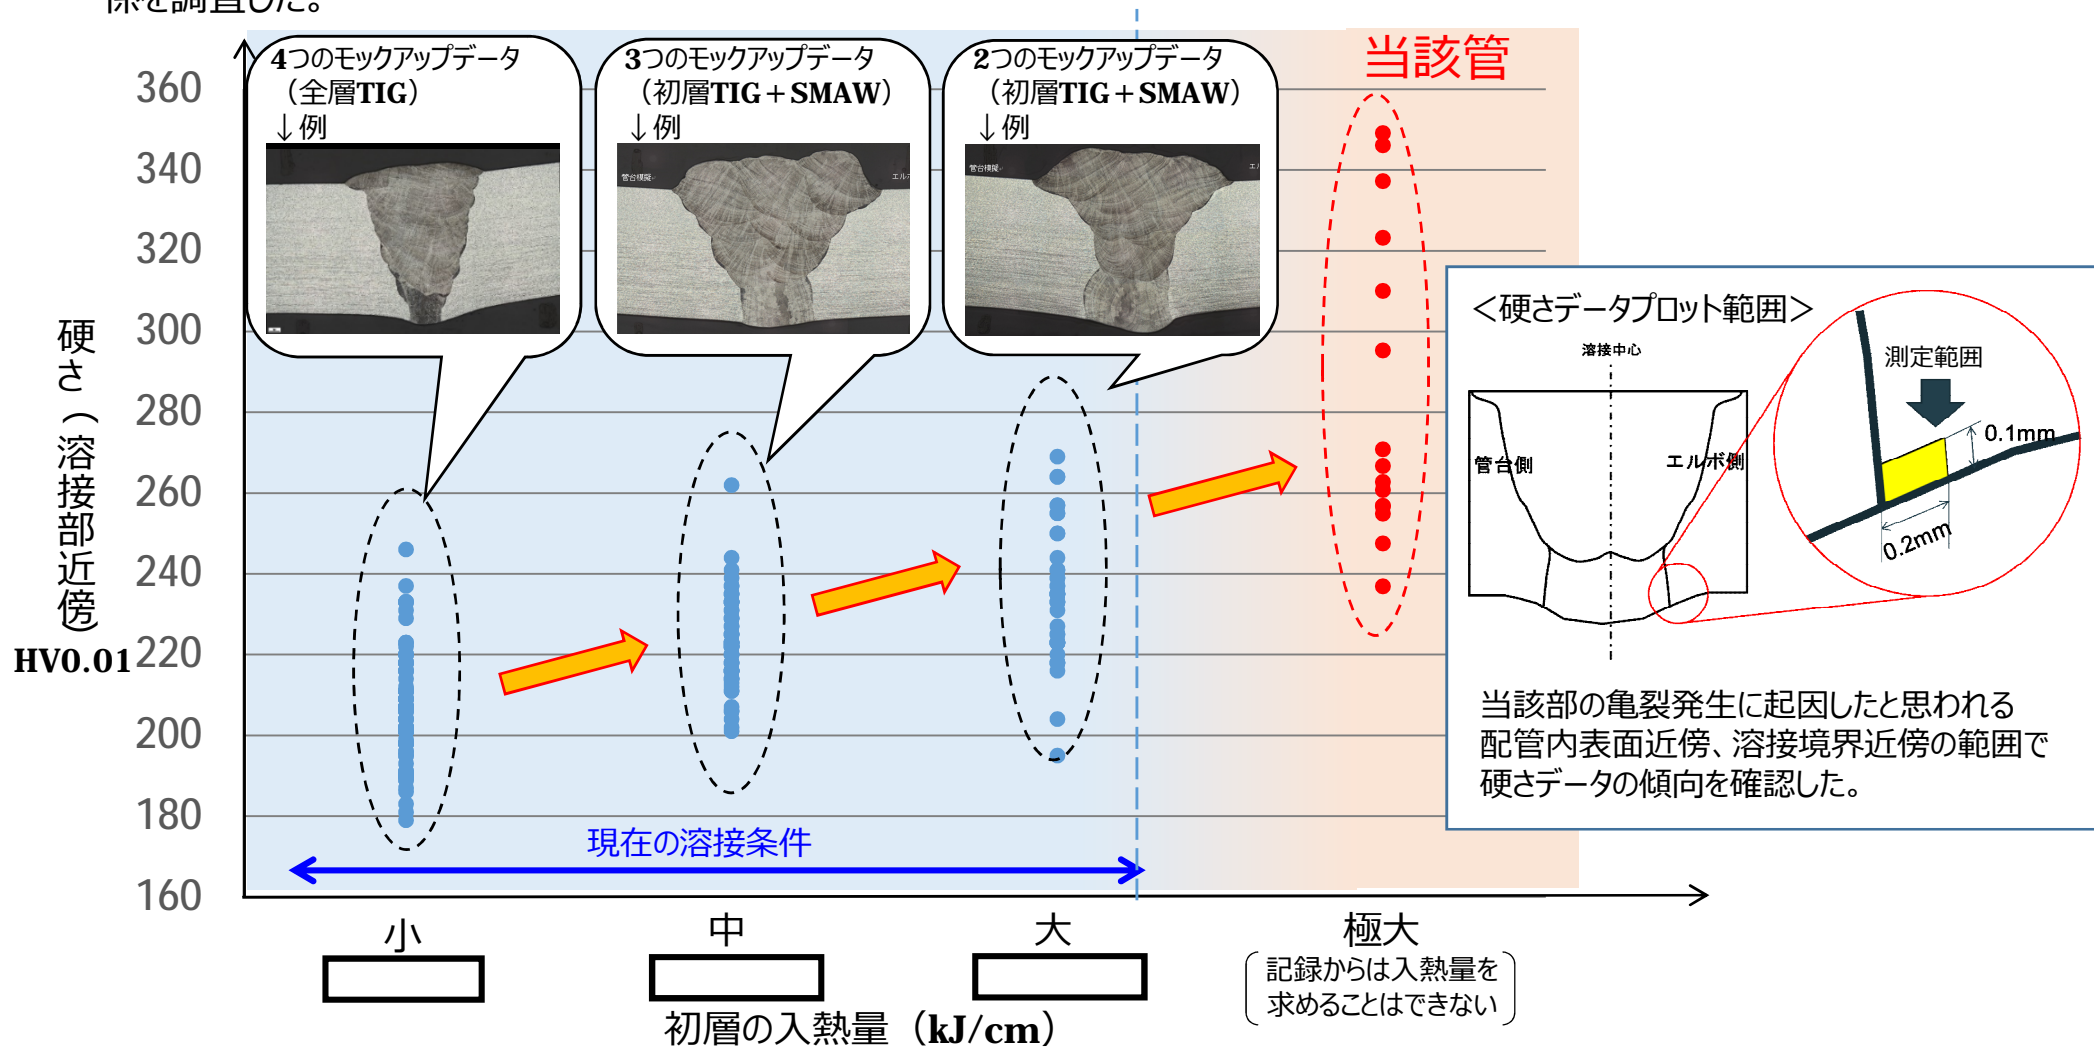 4つのモックアップデータ
（全層TIG）
↓例
3つのモックアップデータ
（初層TIG＋SMAW）
↓例
管台模擬
2つのモックアップデータ
（初層TIG＋SMAW）
↓例
管台模擬
当該管
360
340
320
300
280
260
240
220
200
180
160
硬さ（溶接部近傍）
HV0.01
＜硬さデータプロット範囲＞
溶接中心
測定範囲
管台側
エルボ側
0.1mm
0.2mm
当該部の亀裂発生に起因したと思われる
配管内表面近傍、溶接境界近傍の範囲で
硬さデータの傾向を確認した。
現在の溶接条件
小
中
大
極大
記録からは入熱量を
求めることはできない
初層の入熱量（kJ/cm）